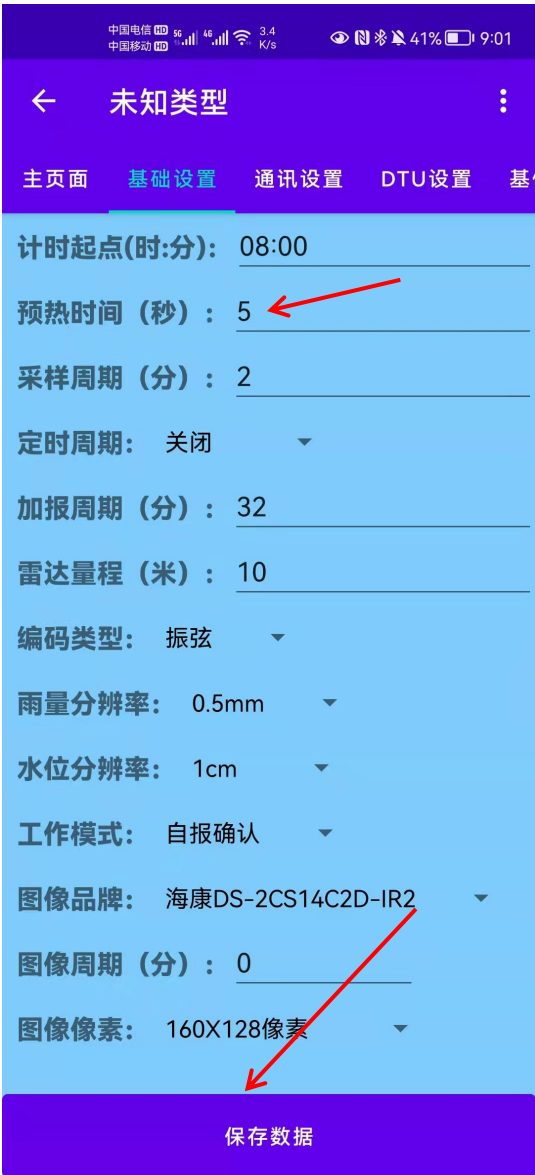 中国电信 HD 5G 4G 3.4
中国移动 HD K/s 41% 9:01
未知类型
主页面 基础设置 通讯设置 DTU设置 基
计时起点(时:分): 08:00
预热时间（秒）: 5
采样周期（分）: 2
定时周期: 关闭
加报周期（分）: 32
雷达量程（米）: 10
编码类型: 振弦
雨量分辨率: 0.5mm
水位分辨率: 1cm
工作模式: 自报确认
图像品牌: 海康DS-2CS14C2D-IR2
图像周期（分）: 0
图像像素: 160X128像素
保存数据